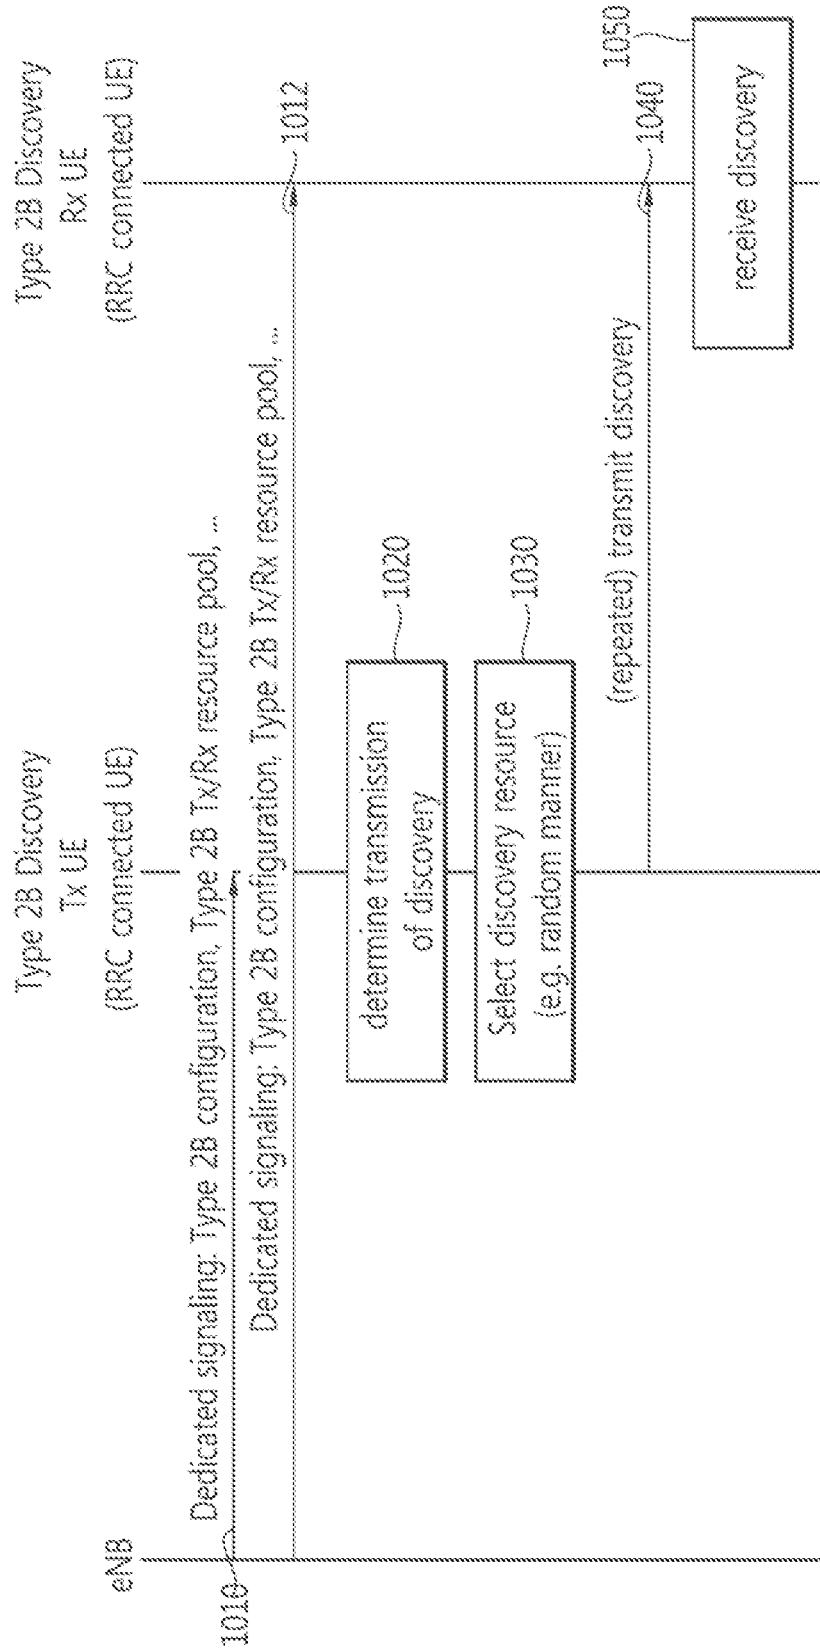 eNB
Type 2B Discovery
Tx UE
(RRC connected UE)
Type 2B Discovery
Rx UE
(RRC connected UE)
1010
Dedicated signaling: Type 2B configuration, Type 2B Tx/Rx resource pool, ...
Dedicated signaling: Type 2B configuration, Type 2B Tx/Rx resource pool, ...
1012
determine transmission
of discovery
1020
Select discovery resource
(e.g. random manner)
1030
(repeated) transmit discovery
1040
receive discovery
1050